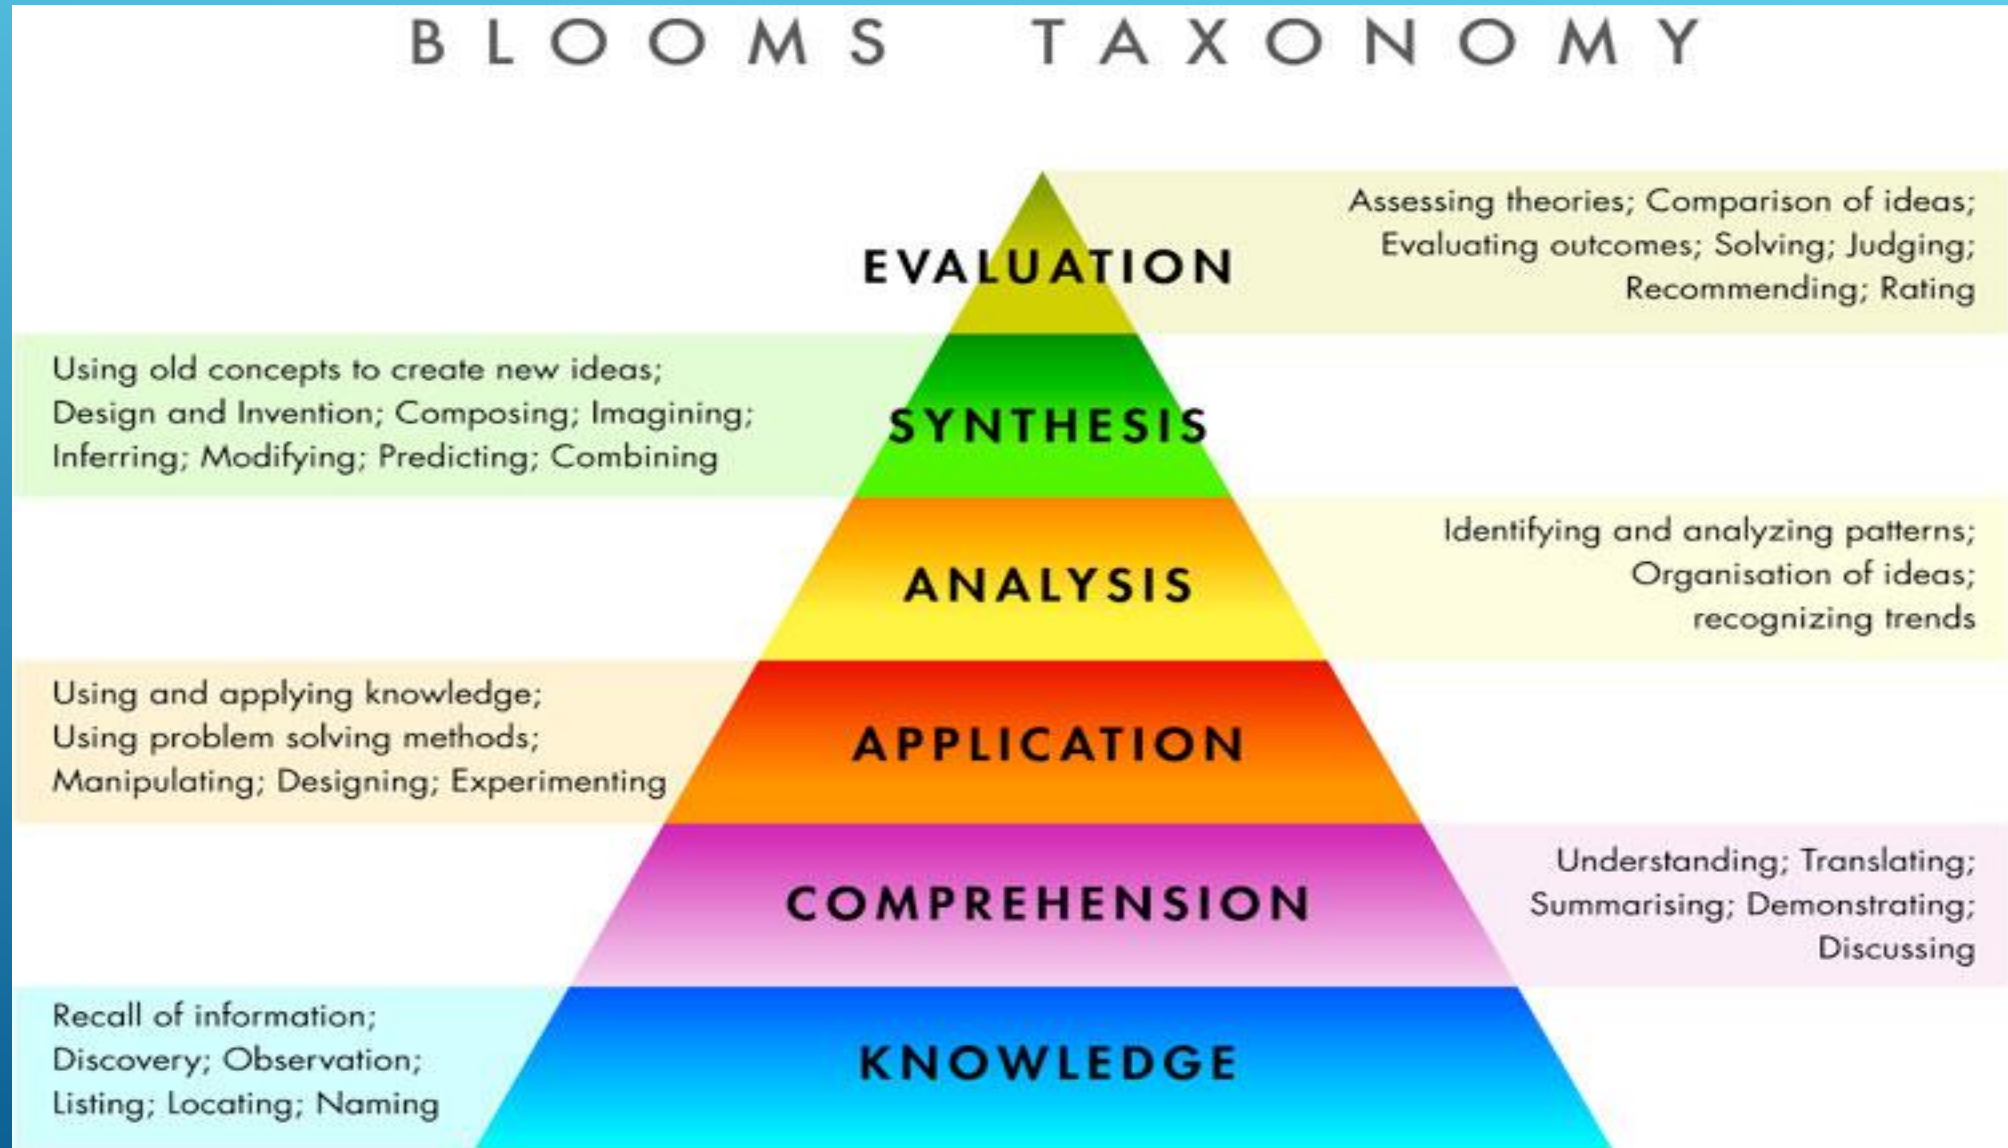 BLOOMS TAXONOMY
EVALUATION
Assessing theories; Comparison of ideas;
Evaluating outcomes; Solving; Judging;
Recommending; Rating
Using old concepts to create new ideas;
Design and Invention; Composing; Imagining;
Inferring; Modifying; Predicting; Combining
SYNTHESIS
ANALYSIS
Identifying and analyzing patterns;
Organisation of ideas;
recognizing trends
Using and applying knowledge;
Using problem solving methods;
Manipulating; Designing; Experimenting
APPLICATION
COMPREHENSION
Understanding; Translating;
Summarising; Demonstrating;
Discussing
Recall of information;
Discovery; Observation;
Listing; Locating; Naming
KNOWLEDGE